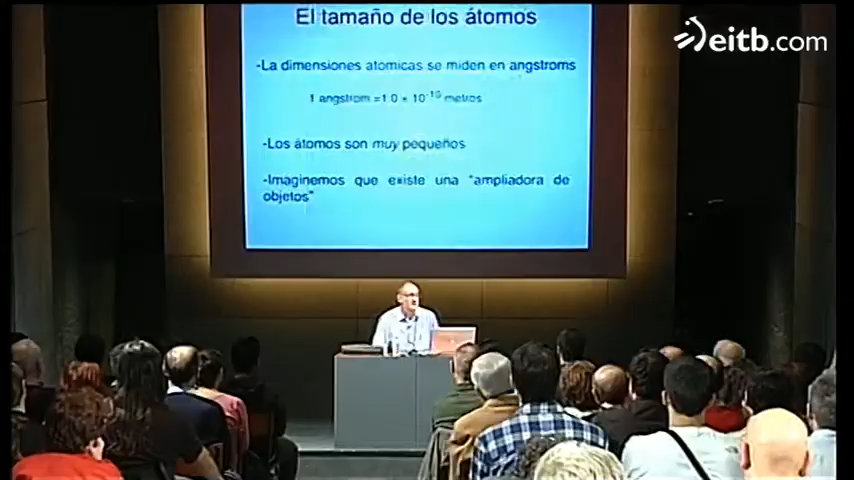 eitb.com
El tamaño de los átomos
-La dimensiones atomicas se miden en angstroms
1 angstrom =1.0 × 10⁻¹⁰ metros
-Los átomos son muy pequeños
-Imaginemos que existe una "ampliadora de
objetos"